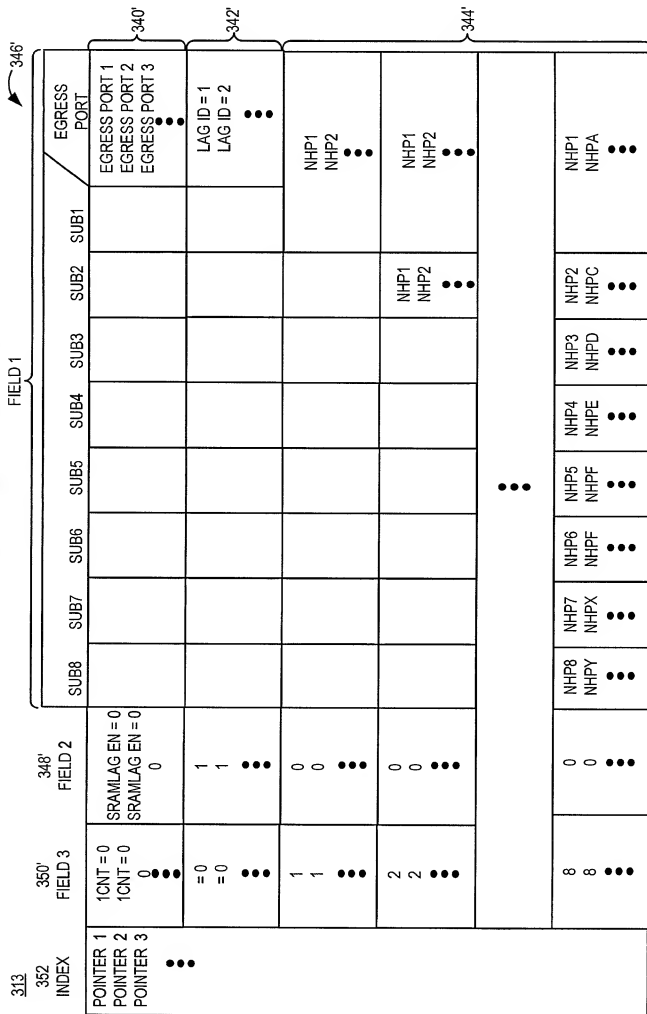 313
352
INDEX
350'
FIELD 3
348'
FIELD 2
FIELD 1
346'
SUB8
SUB7
SUB6
SUB5
SUB4
SUB3
SUB2
SUB1
EGRESS
PORT
POINTER 1
POINTER 2
POINTER 3
1CNT = 0
1CNT = 0
0
SRAMLAG EN = 0
SRAMLAG EN = 0
0
EGRESS PORT 1
EGRESS PORT 2
EGRESS PORT 3
340'
= 0
= 0
1
1
LAG ID = 1
LAG ID = 2
342'
1
1
0
0
NHP1
NHP2
344'
2
2
0
0
NHP1
NHP2
NHP1
NHP2
8
8
0
0
NHP8
NHPY
NHP7
NHPX
NHP6
NHPF
NHP5
NHPF
NHP4
NHPE
NHP3
NHPD
NHP2
NHPC
NHP1
NHPA